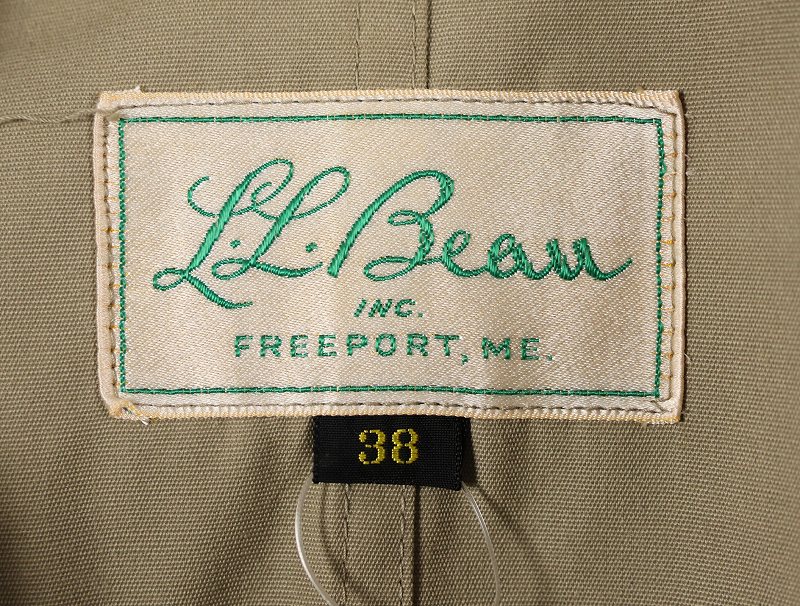 L.L. Bean
INC.
FREEPORT, ME.
38